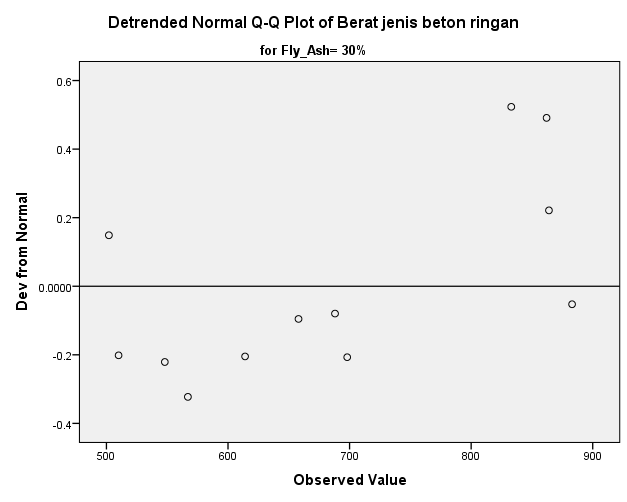 Detrended Normal Q-Q Plot of Berat jenis beton ringan
for Fly_Ash= 30%
Dev from Normal
0.6
0.4
0.2
0.0000
-0.2
-0.4
500 600 700 800 900
Observed Value